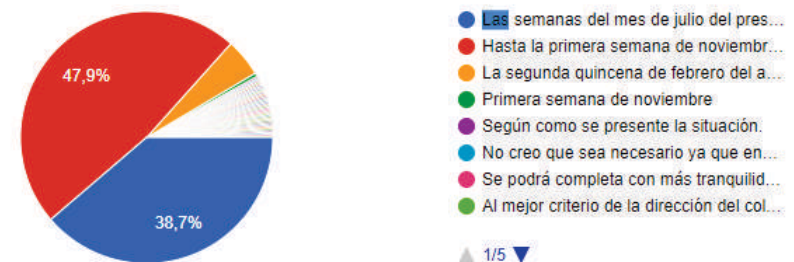 47,9%
38,7%
Las semanas del mes de julio del pres...
Hasta la primera semana de noviembr...
La segunda quincena de febrero del a...
Primera semana de noviembre
Según como se presente la situación.
No creo que sea necesario ya que en...
Se podrá completa con más tranquilid...
Al mejor criterio de la dirección del col...
1/5